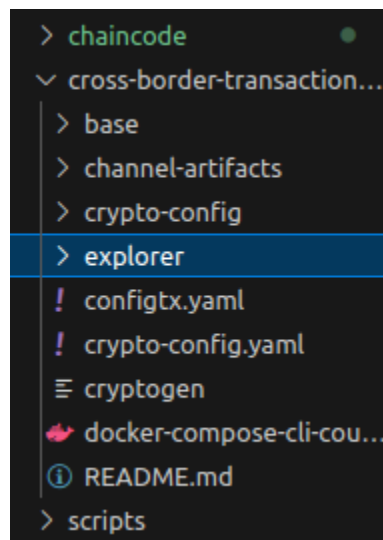 chaincode
cross-border-transaction...
base
channel-artifacts
crypto-config
explorer
! configtx.yaml
! crypto-config.yaml
cryptogen
docker-compose-cli-cou...
README.md
scripts